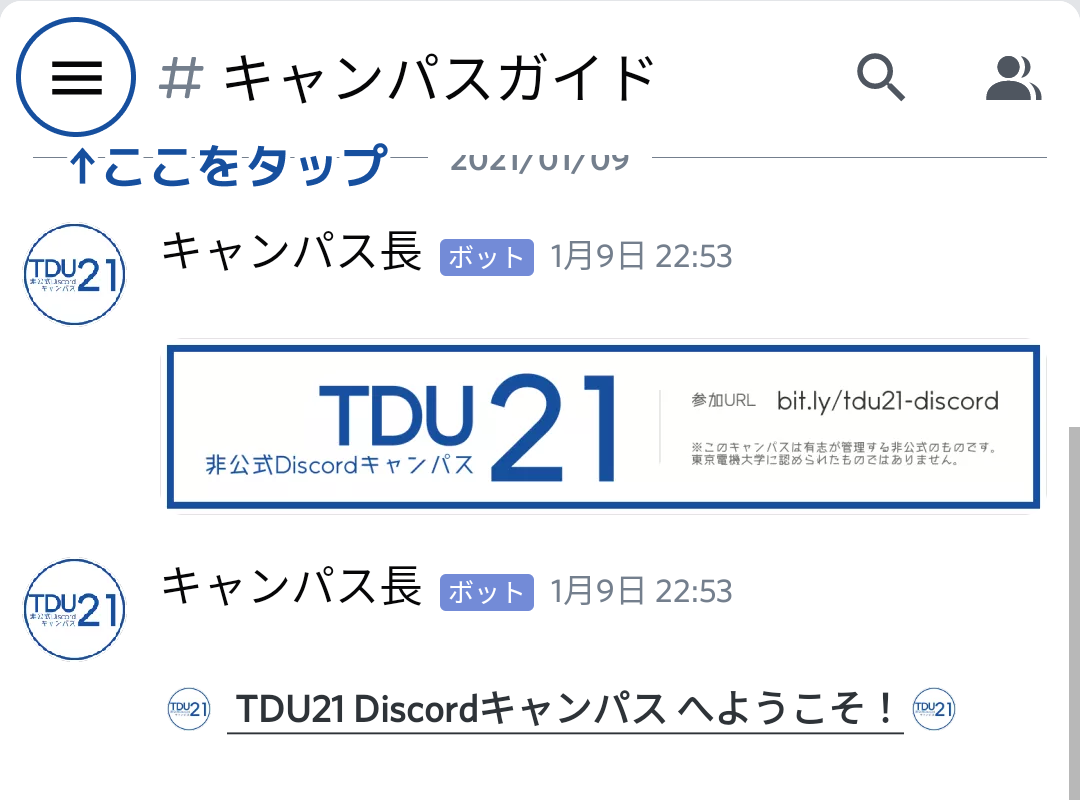 # キャンパスガイド
↑ここをタップ
2021/01/09
キャンパス長 ボット 1月9日 22:53
TDU21
非公式Discord
キャンパス
TDU21
非公式Discordキャンパス
参加URL bit.ly/tdu21-discord
※このキャンパスは有志が管理する非公式のものです。
東京電機大学に認められたものではありません。
キャンパス長 ボット 1月9日 22:53
TDU21
非公式Discord
キャンパス
TDU21 TDU21 Discordキャンパス へようこそ！ TDU21